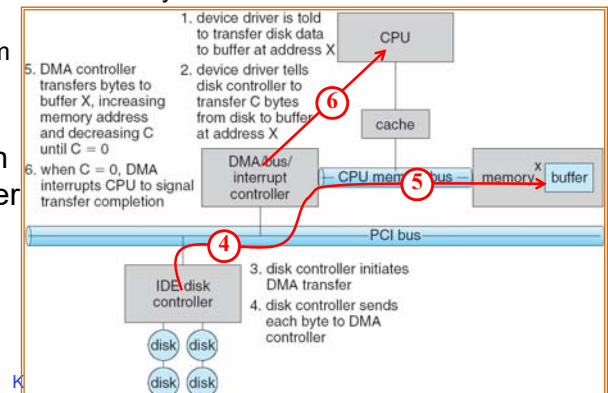 m
n
er
K
1. device driver is told
to transfer disk data
to buffer at address X
2. device driver tells
disk controller to
transfer C bytes
from disk to buffer
at address X
5. DMA controller
transfers bytes to
buffer X, increasing
memory address
and decreasing C
until C = 0
6. when C = 0, DMA
interrupts CPU to signal
transfer completion
CPU
6
cache
DMA/bus/
interrupt
controller
CPU memory bus
5
memory
x
buffer
PCI bus
4
IDE disk
controller
3. disk controller initiates
DMA transfer
4. disk controller sends
each byte to DMA
controller
disk
disk
disk
disk